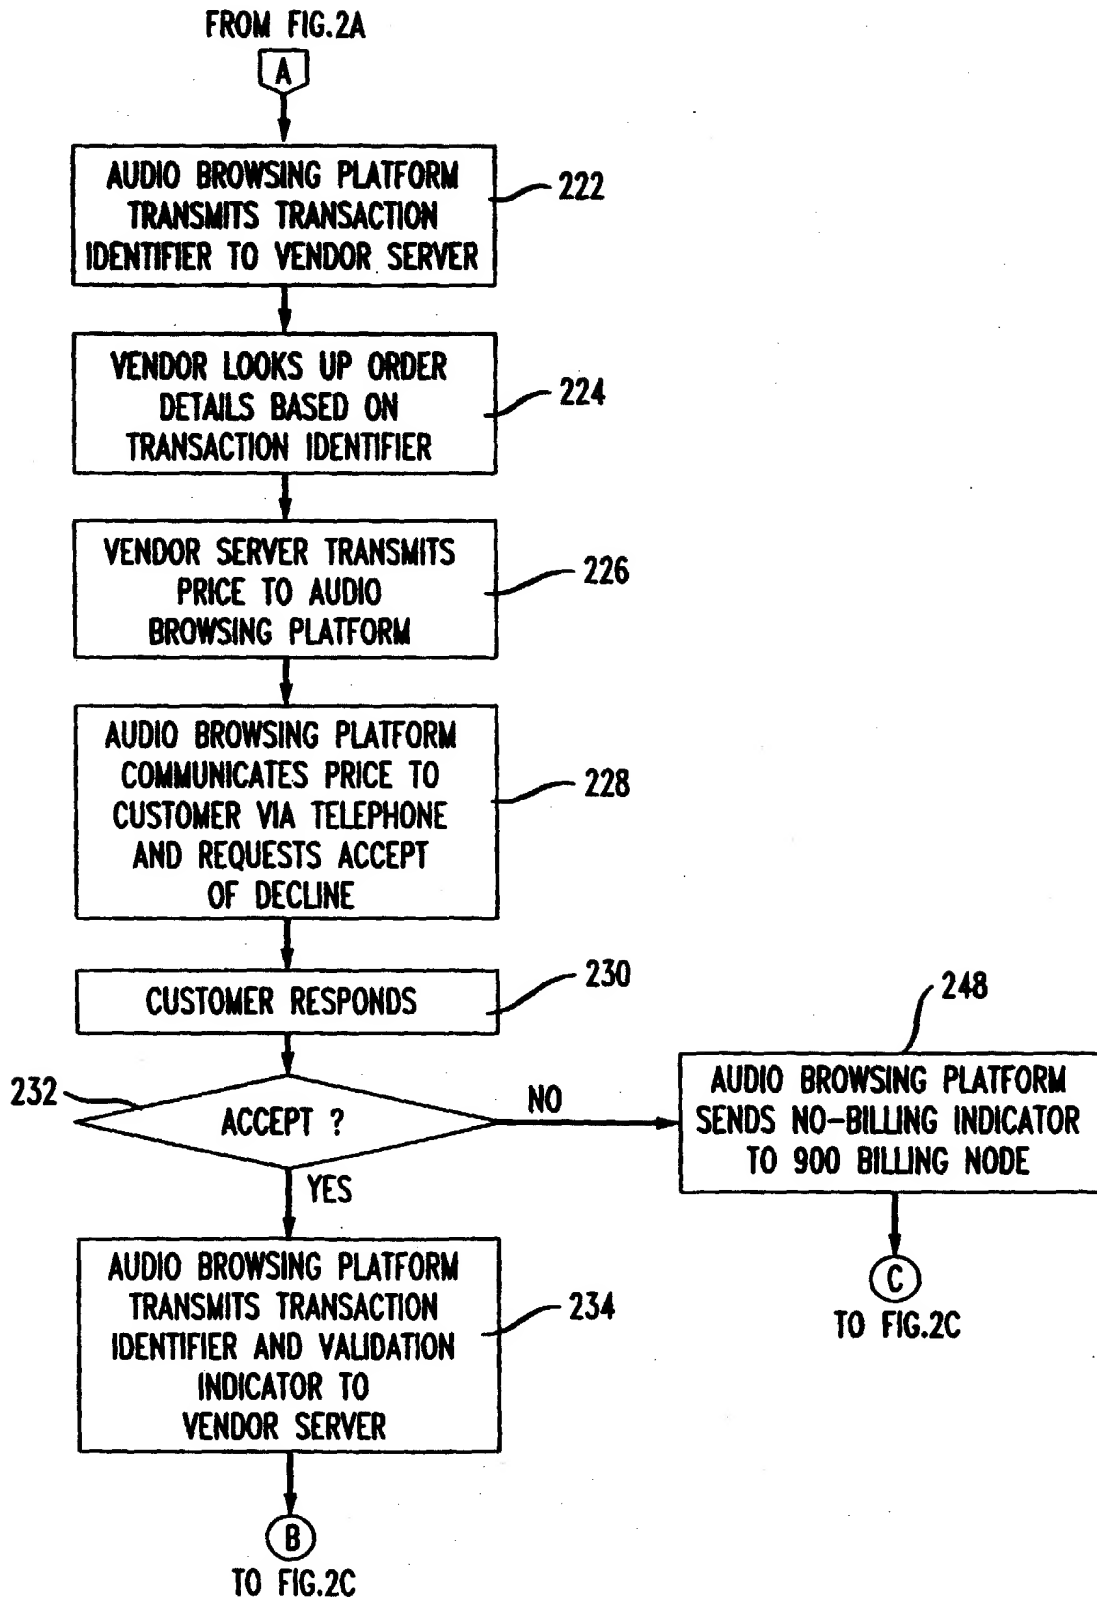 FROM FIG.2A
A
AUDIO BROWSING PLATFORM
TRANSMITS TRANSACTION
IDENTIFIER TO VENDOR SERVER
222
VENDOR LOOKS UP ORDER
DETAILS BASED ON
TRANSACTION IDENTIFIER
224
VENDOR SERVER TRANSMITS
PRICE TO AUDIO
BROWSING PLATFORM
226
AUDIO BROWSING PLATFORM
COMMUNICATES PRICE TO
CUSTOMER VIA TELEPHONE
AND REQUESTS ACCEPT
OF DECLINE
228
CUSTOMER RESPONDS
230
232
ACCEPT ?
NO
YES
248
AUDIO BROWSING PLATFORM
SENDS NO-BILLING INDICATOR
TO 900 BILLING NODE
C
TO FIG.2C
AUDIO BROWSING PLATFORM
TRANSMITS TRANSACTION
IDENTIFIER AND VALIDATION
INDICATOR TO
VENDOR SERVER
234
B
TO FIG.2C